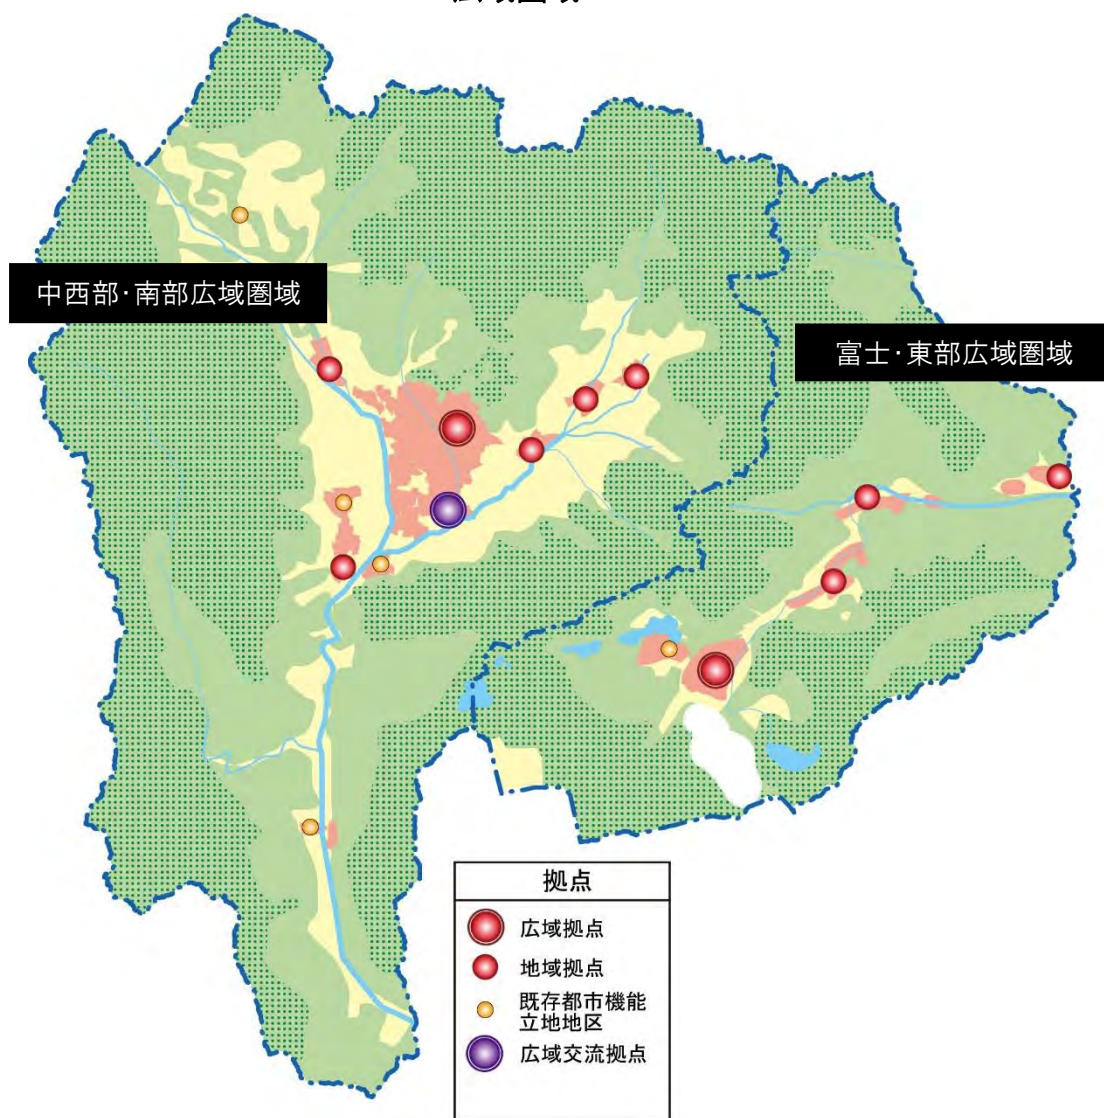 中西部・南部広域圏域
富士・東部広域圏域
拠点
広域拠点
地域拠点
既存都市機能
立地地区
広域交流拠点